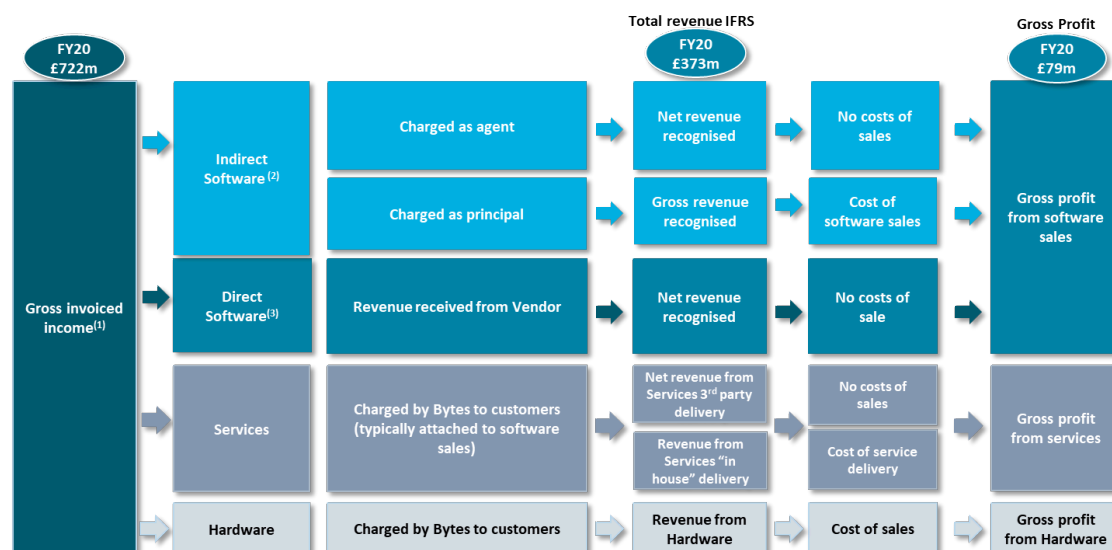 Total revenue IFRS
Gross Profit
FY20
£722m
FY20
£373m
FY20
£79m
Gross invoiced
income(1)
Indirect
Software (2)
Charged as agent
Net revenue
recognised
No costs of
sales
Charged as principal
Gross revenue
recognised
Cost of
software sales
Gross profit
from software
sales
Direct
Software(3)
Revenue received from Vendor
Net revenue
recognised
No costs of
sale
Services
Charged by Bytes to customers
(typically attached to software
sales)
Net revenue from
Services 3rd party
delivery
No costs of
sales
Revenue from
Services “in
house” delivery
Cost of service
delivery
Gross profit
from services
Hardware
Charged by Bytes to customers
Revenue from
Hardware
Cost of sales
Gross profit
from Hardware